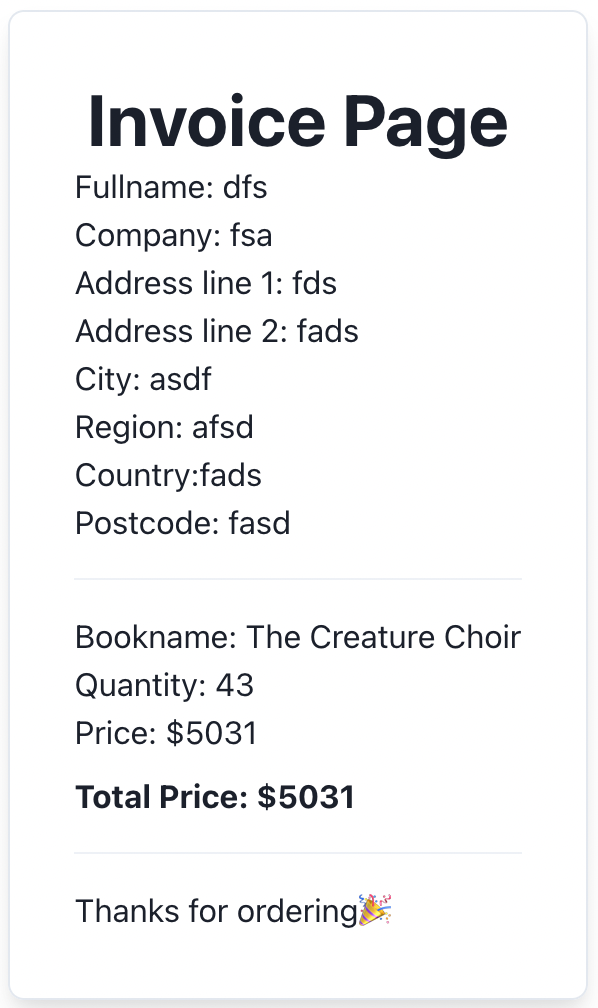 Invoice Page
Fullname: dfs
Company: fsa
Address line 1: fds
Address line 2: fads
City: asdf
Region: afsd
Country:fads
Postcode: fasd
Bookname: The Creature Choir
Quantity: 43
Price: $5031
Total Price: $5031
Thanks for ordering🎉